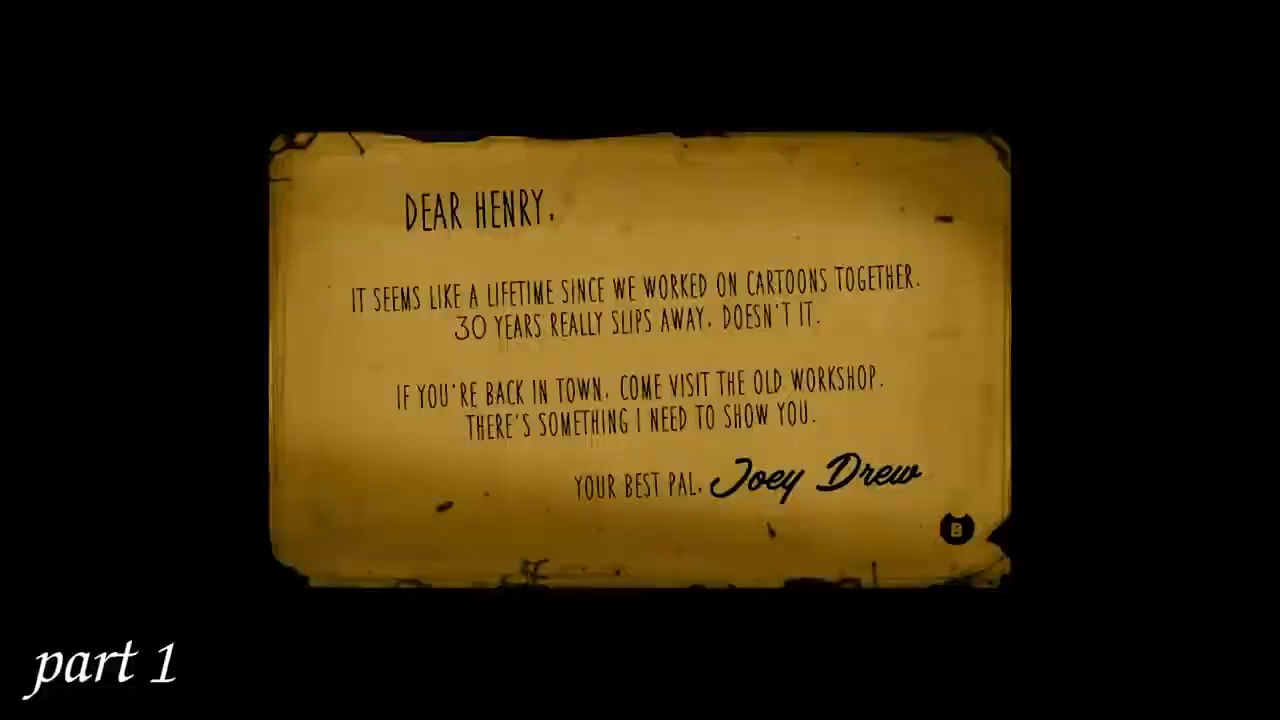 DEAR HENRY,
IT SEEMS LIKE A LIFETIME SINCE WE WORKED ON CARTOONS TOGETHER.
30 YEARS REALLY SLIPS AWAY, DOESN'T IT.
IF YOU'RE BACK IN TOWN, COME VISIT THE OLD WORKSHOP.
THERE'S SOMETHING I NEED TO SHOW YOU.
YOUR BEST PAL, Joey Drew
B
part 1